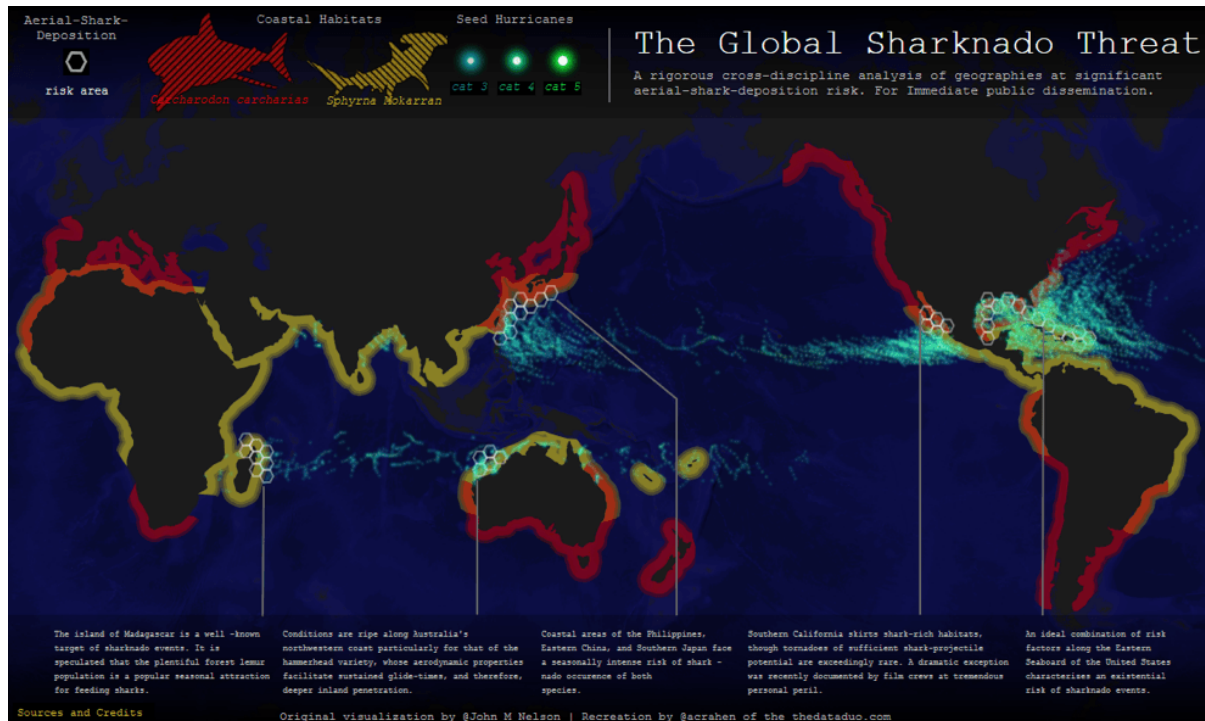 Aerial-Shark-
Deposition
risk area
Coastal Habitats
Carcharodon carcharias
Sphyrna Mokarran
Seed Hurricanes
cat 3
cat 4
cat 5
The Global Sharknado Threat
A rigorous cross-discipline analysis of geographies at significant
aerial-shark-deposition risk. For Immediate public dissemination.
The island of Madagascar is a well -known
target of sharknado events. It is
speculated that the plentiful forest lemur
population is a popular seasonal attraction
for feeding sharks.
Conditions are ripe along Australia's
northwestern coast particularly for that of the
hammerhead variety, whose aerodynamic properties
facilitate sustained glide-times, and therefore,
deeper inland penetration.
Coastal areas of the Philippines,
Eastern China, and Southern Japan face
a seasonally intense risk of shark -
nado occurence of both
species.
Southern California skirts shark-rich habitats,
though tornadoes of sufficient shark-projectile
potential are exceedingly rare. A dramatic exception
was recently documented by film crews at tremendous
personal peril.
An ideal combination of risk
factors along the Eastern
Seaboard of the United States
characterizes an existential
risk of sharknado events.
Sources and Credits
Original visualization by @John M Nelson | Recreation by @acrahen of the thedataduo.com